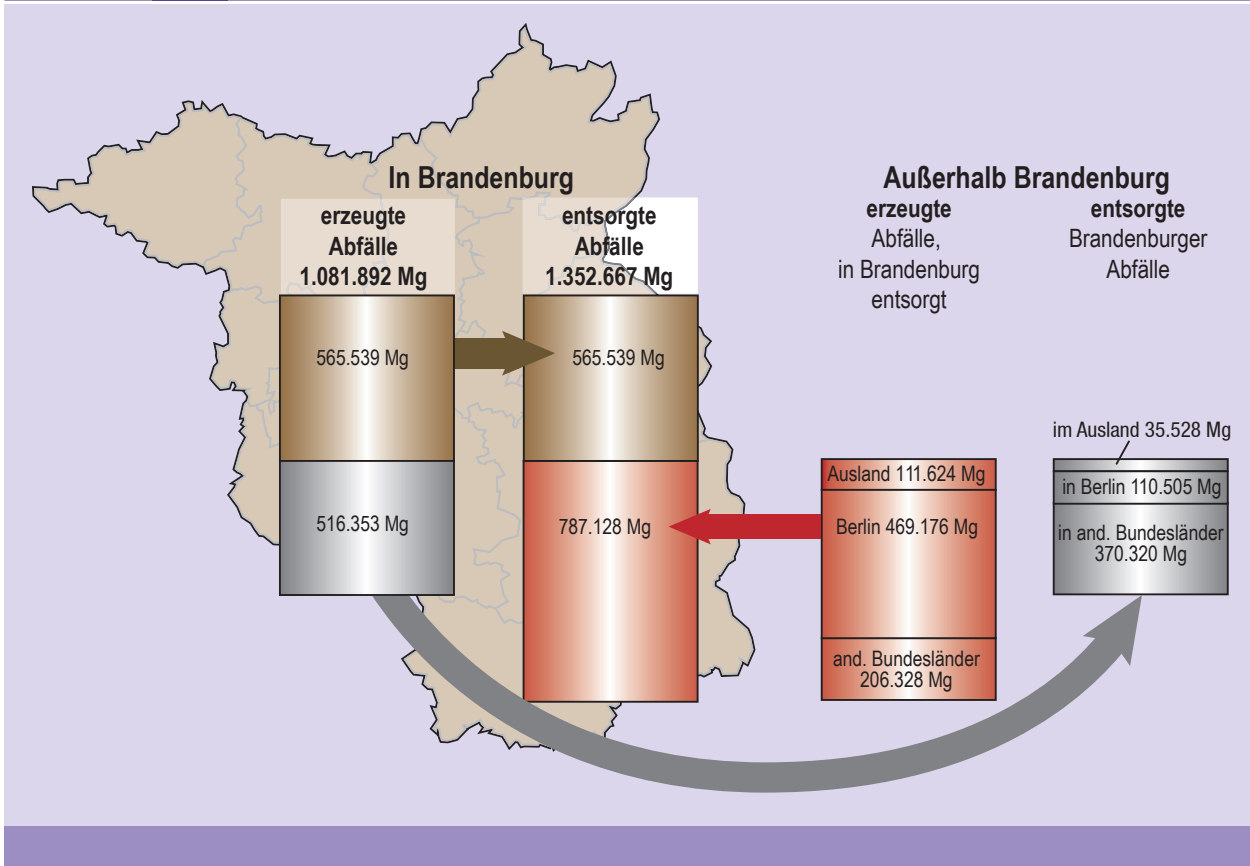 In Brandenburg
erzeugte
Abfälle
1.081.892 Mg
entsorgte
Abfälle
1.352.667 Mg
565.539 Mg
565.539 Mg
516.353 Mg
787.128 Mg
Außerhalb Brandenburg
erzeugte
Abfälle,
in Brandenburg
entsorgt
entsorgte
Brandenburger
Abfälle
Ausland 111.624 Mg
Berlin 469.176 Mg
and. Bundesländer
206.328 Mg
im Ausland 35.528 Mg
in Berlin 110.505 Mg
in and. Bundesländer
370.320 Mg